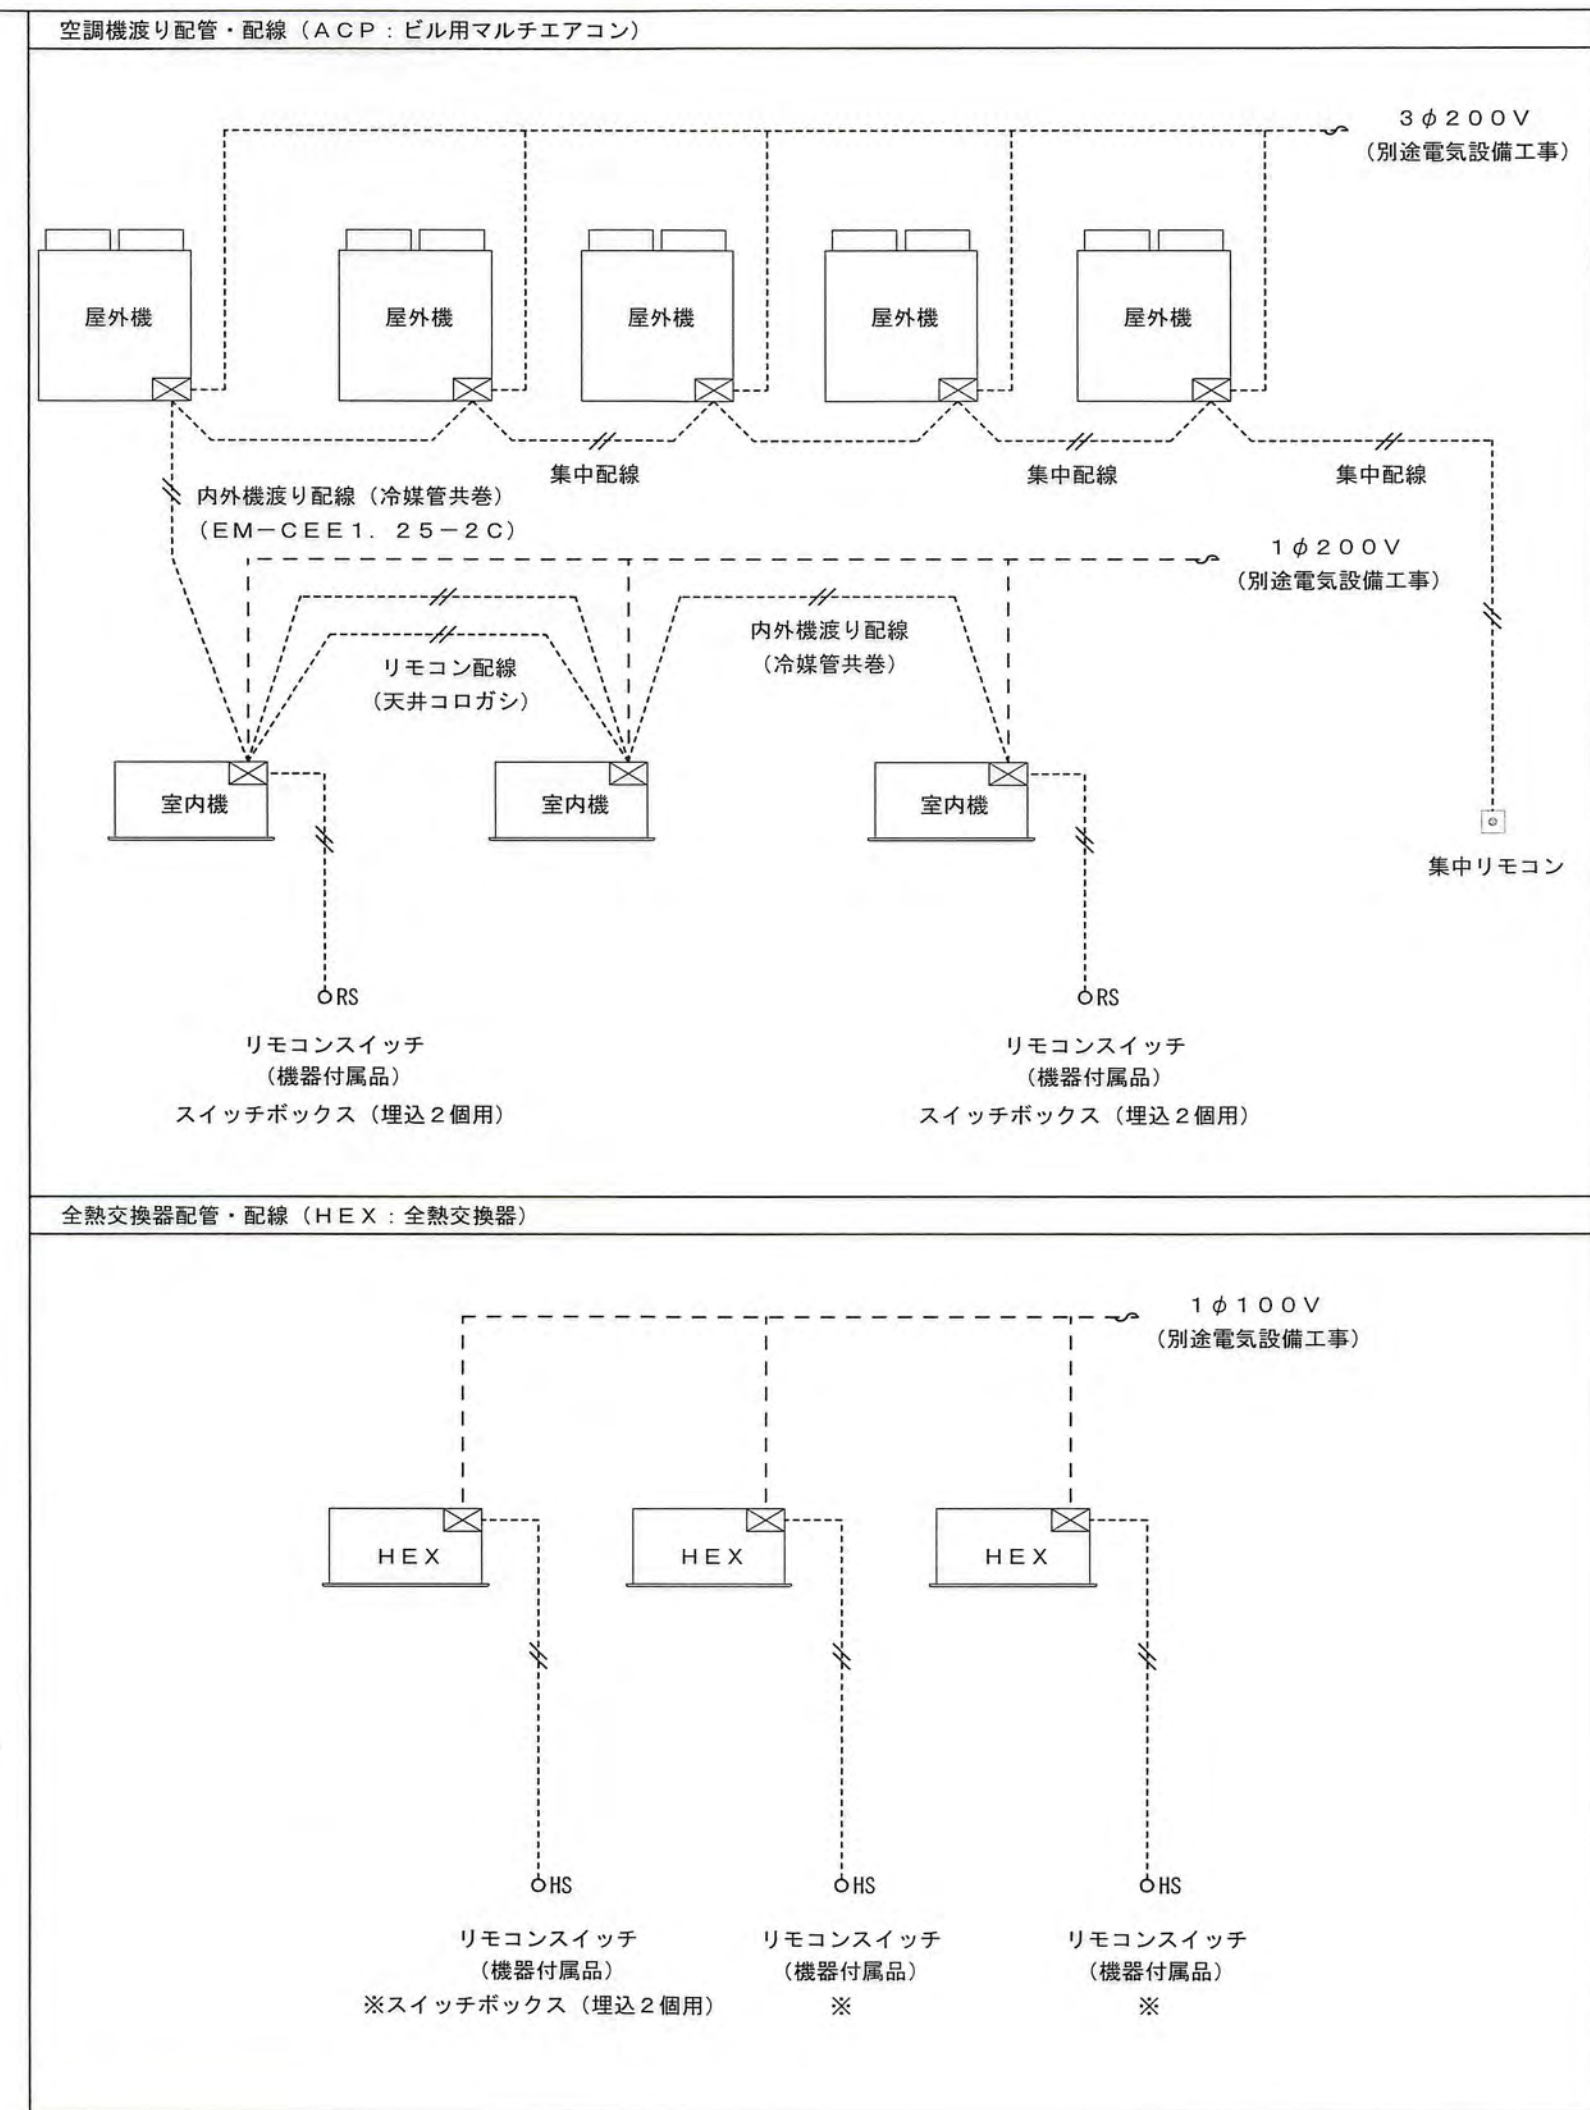 空調機渡り配管・配線（ＡＣＰ：ビル用マルチエアコン）
３φ２００Ｖ
（別途電気設備工事）
屋外機
屋外機
屋外機
屋外機
屋外機
集中配線
集中配線
集中配線
内外機渡り配線（冷媒管共巻）
（ＥＭ－ＣＥＥ１．２５－２Ｃ）
１φ２００Ｖ
（別途電気設備工事）
内外機渡り配線
（冷媒管共巻）
リモコン配線
（天井コロガシ）
室内機
室内機
室内機
集中リモコン
RS
RS
リモコンスイッチ
（機器付属品）
スイッチボックス（埋込２個用）
リモコンスイッチ
（機器付属品）
スイッチボックス（埋込２個用）
全熱交換器配管・配線（ＨＥＸ：全熱交換器）
１φ１００Ｖ
（別途電気設備工事）
ＨＥＸ
ＨＥＸ
ＨＥＸ
HS
HS
HS
リモコンスイッチ
（機器付属品）
※スイッチボックス（埋込２個用）
リモコンスイッチ
（機器付属品）
※
リモコンスイッチ
（機器付属品）
※